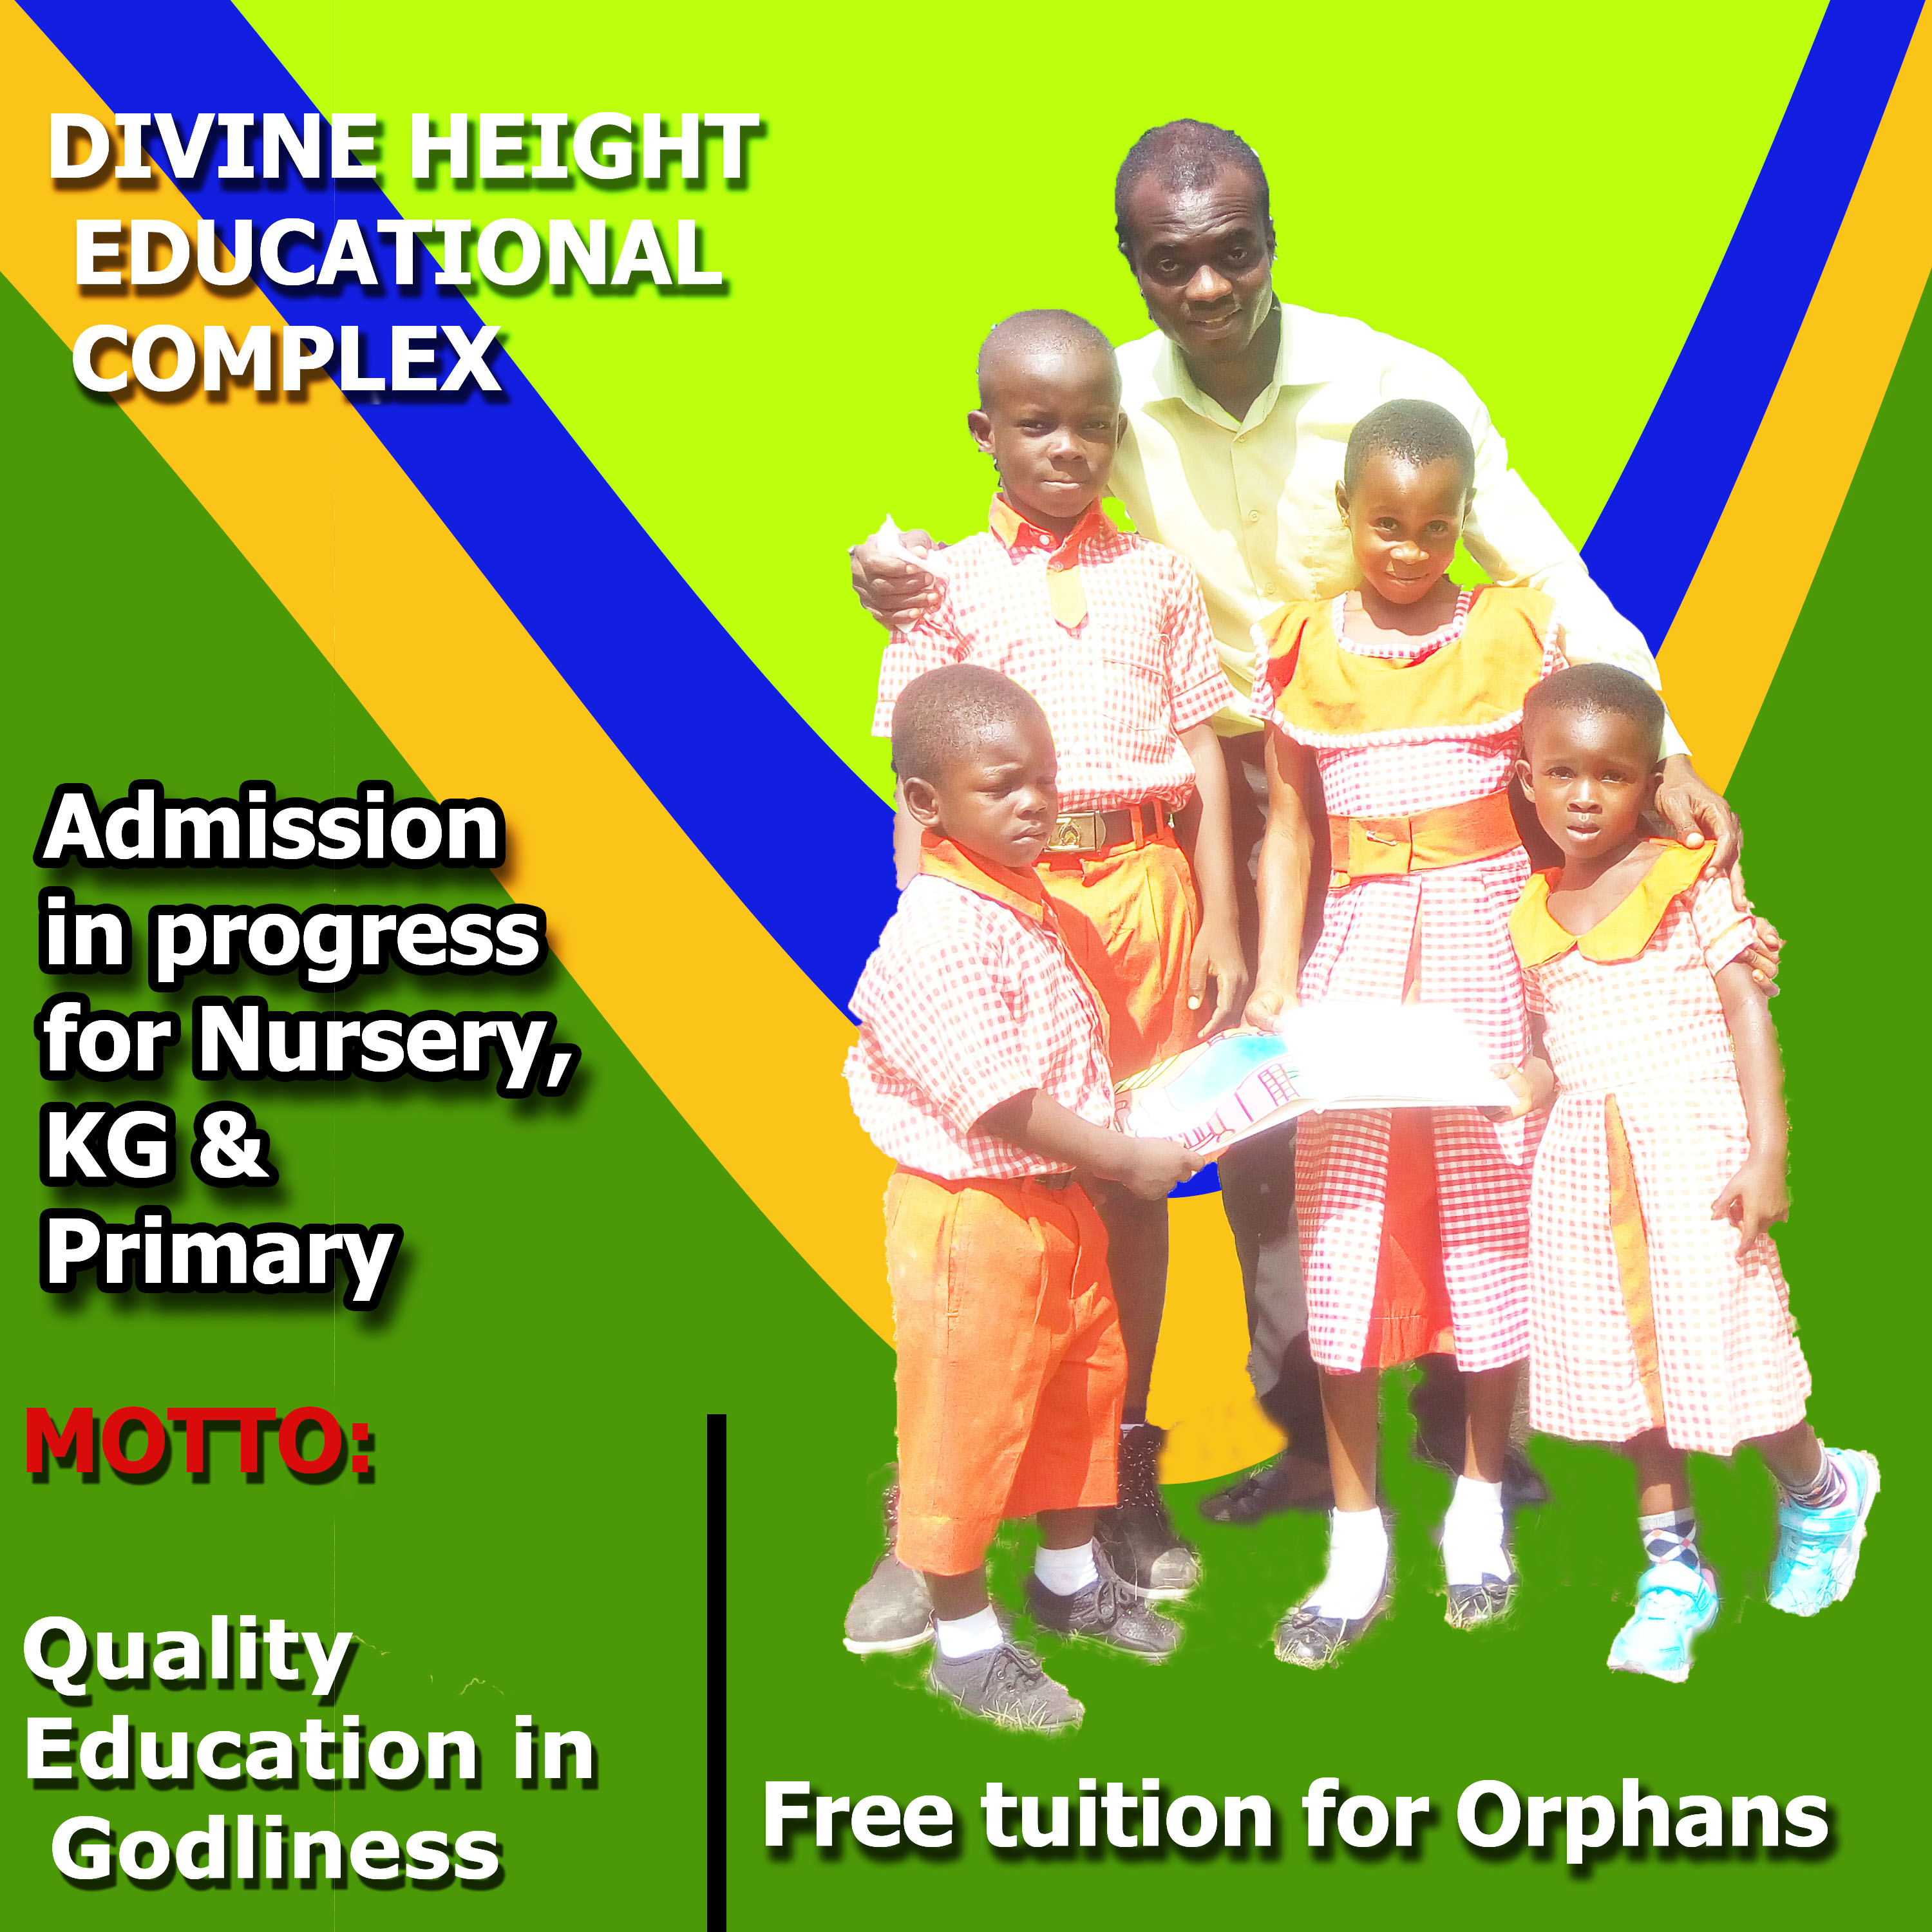 DIVINE HEIGHT
EDUCATIONAL
COMPLEX
Admission
in progress
for Nursery,
KG &
Primary
MOTTO:
Quality
Education in
Godliness
Free tuition for Orphans